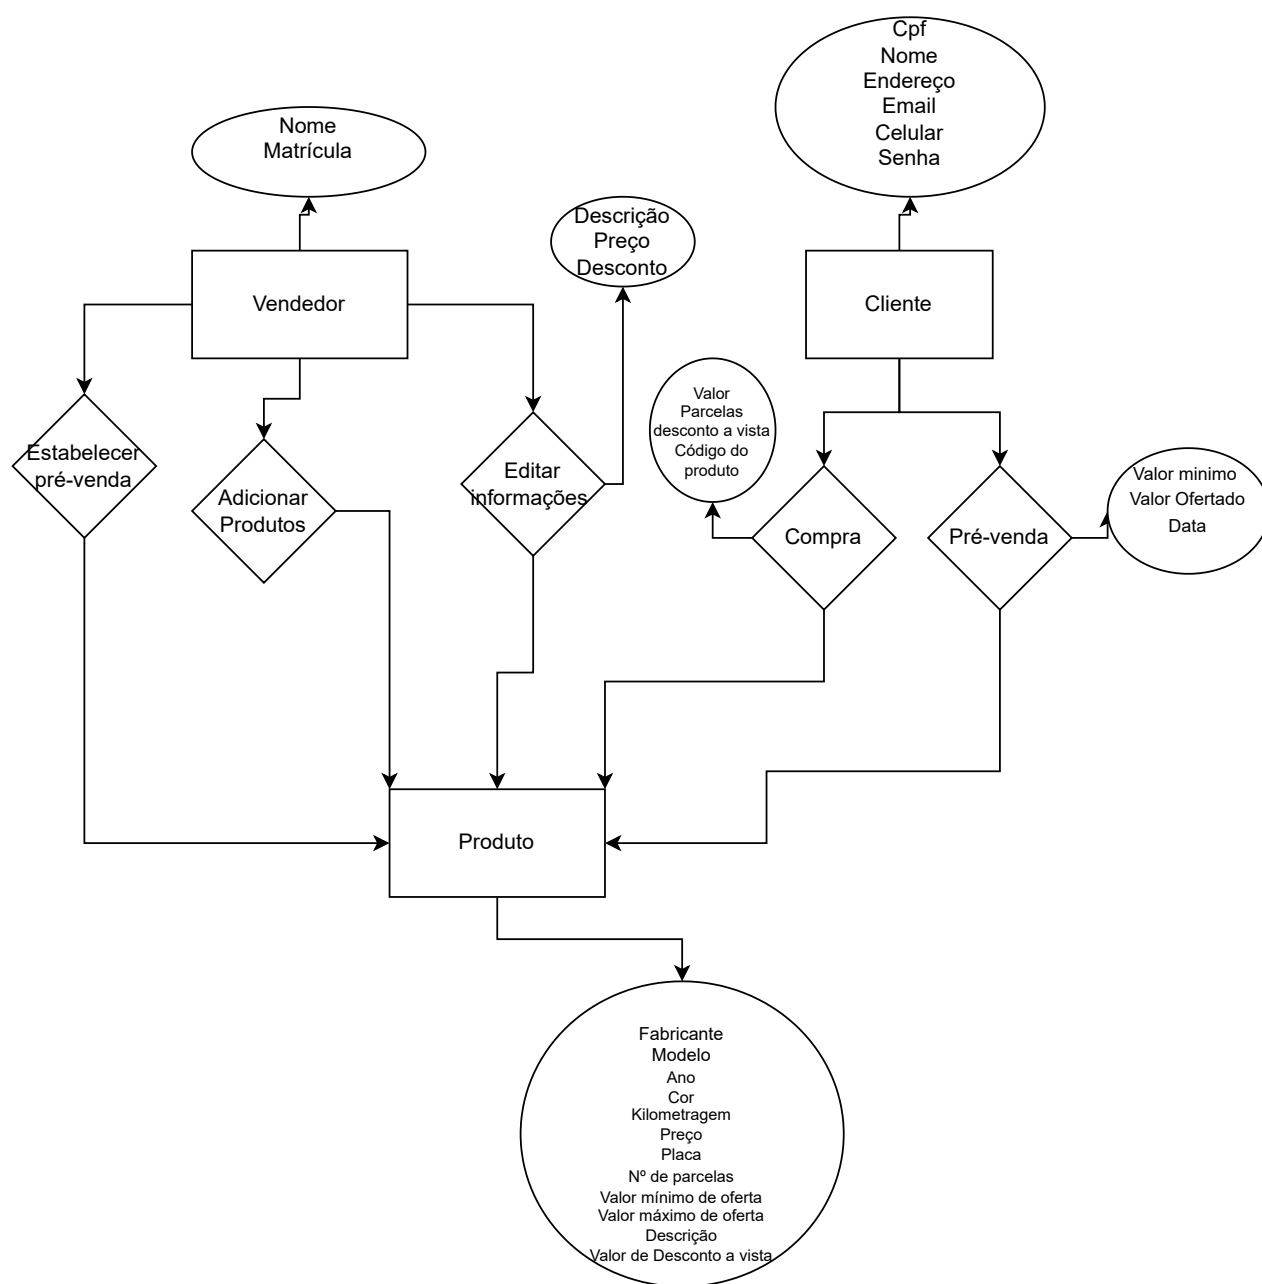 Cpf
Nome
Endereço
Email
Celular
Senha
Nome
Matrícula
Descrição
Preço
Desconto
Vendedor
Cliente
Valor
Parcelas
desconto a vista
Código do
produto
Estabelecer
pré-venda
Adicionar
Produtos
Editar
informações
Compra
Pré-venda
Valor minimo
Valor Ofertado
Data
Produto
Fabricante
Modelo
Ano
Cor
Kilometragem
Preço
Placa
Nº de parcelas
Valor mínimo de oferta
Valor máximo de oferta
Descrição
Valor de Desconto a vista